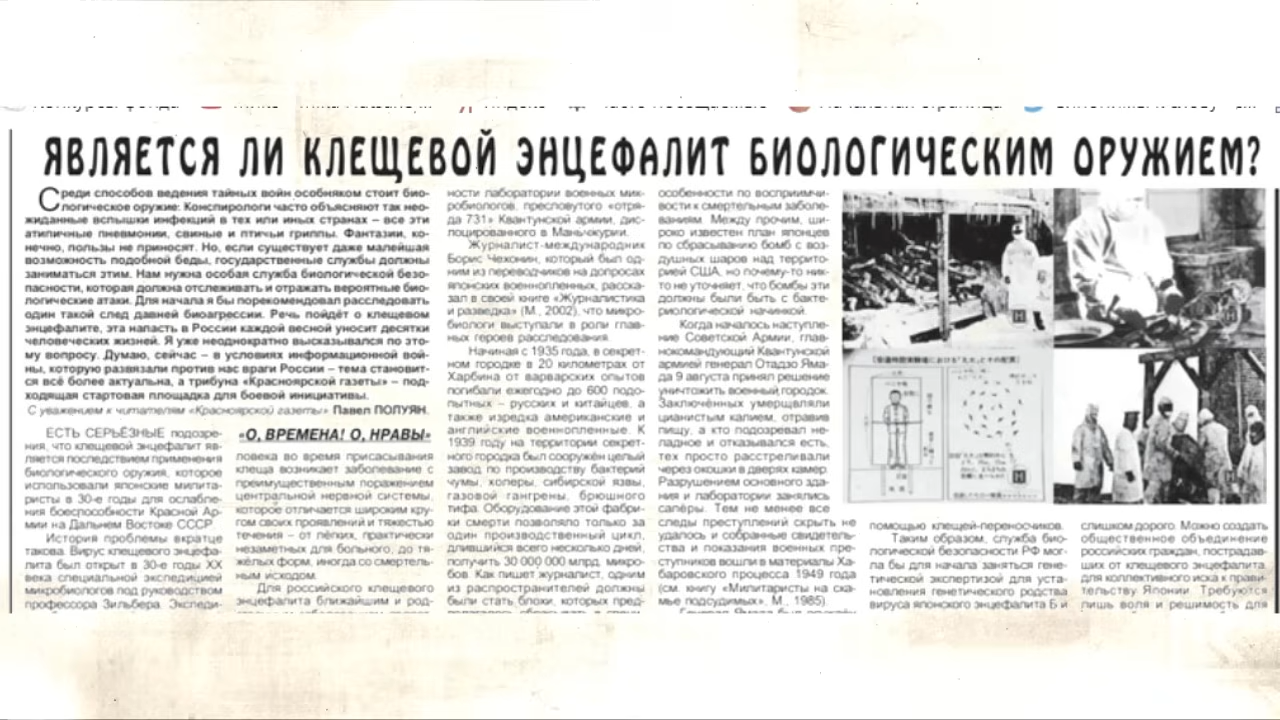 ЯВЛЯЕТСЯ ЛИ КЛЕЩЕВОЙ ЭНЦЕФАЛИТ БИОЛОГИЧЕСКИМ ОРУЖИЕМ?
Среди способов ведения тайных войн особняком стоит био-
логическое оружие. Конспирологи часто объясняют так нео-
жиданные вспышки инфекций в тех или иных странах – все эти
атипичные пневмонии, свиные и птичьи гриппы. Фантазии, ко-
нечно, пользы не приносят. Но, если существует даже малейшая
возможность подобной беды, государственные службы должны
заниматься этим. Нам нужна особая служба биологической безо-
пасности, которая должна отслеживать и отражать вероятные био-
логические атаки. Для начала я бы порекомендовал расследовать
один такой след давней биоагрессии. Речь пойдёт о клещевом
энцефалите, эта напасть в России каждой весной уносит десятки
человеческих жизней. Я уже неоднократно высказывался по это-
му вопросу. Думаю, сейчас – в условиях информационной вой-
ны, которую развязали против нас враги России – тема становит-
ся всё более актуальна, а трибуна «Красноярской газеты» – под-
ходящая стартовая площадка для боевой инициативы.
С уважением к читателям «Красноярской газеты» Павел ПОЛУЯН.
ЕСТЬ СЕРЬЁЗНЫЕ подозре-
ния, что клещевой энцефалит яв-
ляется последствием применения
биологического оружия, которое
использовали японские милита-
ристы в 30-е годы для ослабле-
ния боеспособности Красной Ар-
мии на Дальнем Востоке СССР.
История проблемы вкратце
такова. Вирус клещевого энцефа-
лита был открыт в 30-е годы XX
века специальной экспедицией
микробиологов под руководством
профессора Зильбера. Экспеди-
«О, ВРЕМЕНА! О, НРАВЫ»
ловека во время присасывания
клеща возникает заболевание с
преимущественным поражением
центральной нервной системы,
которое отличается широким кру-
гом своих проявлений и тяжестью
течения – от лёгких, практически
незаметных для больного, до тя-
жёлых форм, иногда со смертель-
ным исходом.
Для российского клещевого
энцефалита ближайшим и род-
ности лаборатории военных мик-
робиологов, пресловутого «отря-
да 731» Квантунской армии, дис-
лоцированного в Маньчжурии.
Журналист-международник
Борис Чехонин, который был од-
ним из переводчиков на допросах
японских военнопленных, расска-
зал в своей книге «Журналистика
и разведка» (М., 2002), что микро-
биологи выступали в роли глав-
ных героев расследования.
Начиная с 1935 года, в секрет-
ном городке в 20 километрах от
Харбина от варварских опытов
погибали ежегодно до 600 подо-
пытных – русских и китайцев, а
также изредка американские и
английские военнопленные. К
1939 году на территории секрет-
ного городка был сооружён целый
завод по производству бактерий
чумы, холеры, сибирской язвы,
газовой гангрены, брюшного
тифа. Оборудование этой фабри-
ки смерти позволяло только за
один производственный цикл,
длившийся всего несколько дней,
получить 30 000 000 млрд. микро-
бов. Как пишет журналист, одним
из распространителей должны
были стать блохи, которых пред-
особенности по восприимчи-
вости к смертельным заболе-
ваниям. Между прочим, ши-
роко известен план японцев
по сбрасыванию бомб с воз-
душных шаров над террито-
рией США, но почему-то ник-
то не уточняет, что бомбы эти
должны были быть с бакте-
риологической начинкой.
Когда началось наступле-
ние Советской Армии, глав-
нокомандующий Квантунской
армией генерал Отадзо Яма-
да 9 августа принял решение
уничтожить военный городок.
Заключённых умерщвляли
цианистым калием, отравив
пищу, а кто подозревал не-
ладное и отказывался есть,
тех просто расстреливали
через окошки в дверях камер.
Разрушением основного зда-
ния и лаборатории занялись
сапёры. Тем не менее все
следы преступлений скрыть не
удалось и собранные свидетель-
ства и показания военных пре-
ступников вошли в материалы Ха-
баровского процесса 1949 года
(см. книгу «Милитаристы на ска-
мье подсудимых», М., 1985).
помощью клещей-переносчиков.
Таким образом, служба био-
логической безопасности РФ мог-
ла бы для начала заняться гене-
тической экспертизой для уста-
новления генетического родства
вируса японского энцефалита Б и
слишком дорого. Можно создать
общественное объединение
российских граждан, пострадав-
ших от клещевого энцефалита,
для коллективного иска к прави-
тельству Японии. Требуются
лишь воля и решимость для